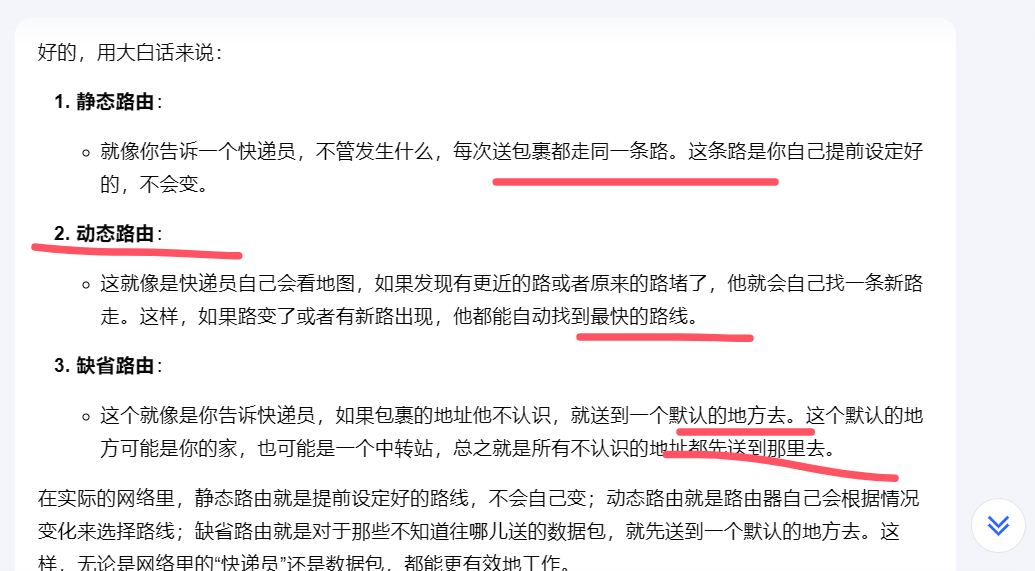 好的，用大白话来说：
1. 静态路由：
就像你告诉一个快递员，不管发生什么，每次送包裹都走同一条路。这条路是你自己提前设定好
的，不会变。
2. 动态路由：
这就像是快递员自己会看地图，如果发现有更近的路或者原来的路堵了，他就会自己找一条新路
走。这样，如果路变了或者有新路出现，他都能自动找到最快的路线。
3. 缺省路由：
这个就像是你告诉快递员，如果包裹的地址他不认识，就送到一个默认的地方去。这个默认的地
方可能是你的家，也可能是一个中转站，总之就是所有不认识的地址都先送到那里去。
在实际的网络里，静态路由就是提前设定好的路线，不会自己变；动态路由就是路由器自己会根据情况
变化来选择路线；缺省路由就是对于那些不知道往哪儿送的数据包，就先送到一个默认的地方去。这
样，无论是网络里的“快递员”还是数据包，都能更有效地工作。